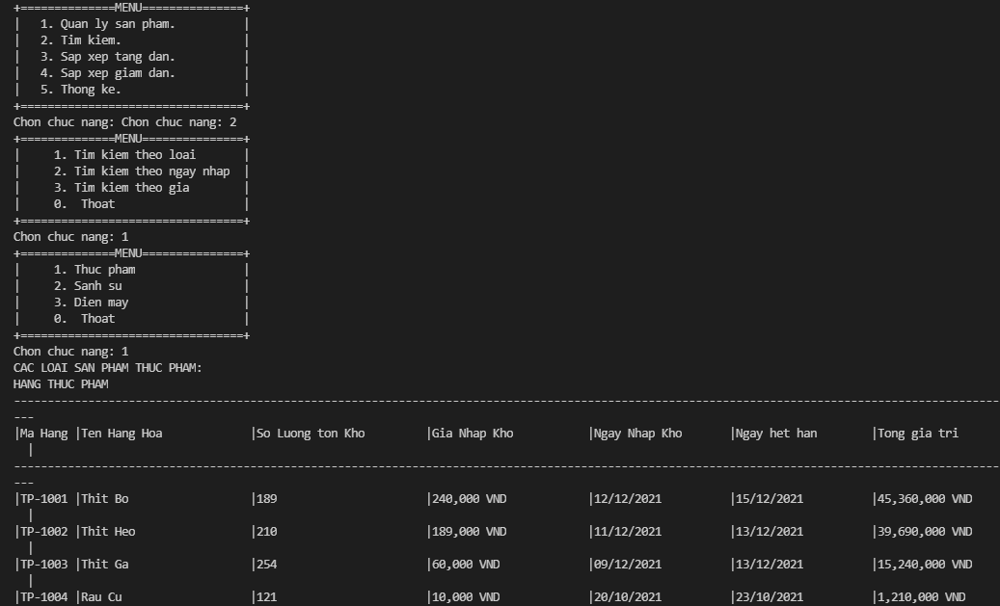 +==============MENU===============+
|   1. Quan ly san pham.          |
|   2. Tim kiem.                  |
|   3. Sap xep tang dan.          |
|   4. Sap xep giam dan.          |
|   5. Thong ke.                  |
+=================================+
Chon chuc nang: Chon chuc nang: 2
+==============MENU===============+
|     1. Tim kiem theo loai       |
|     2. Tim kiem theo ngay nhap  |
|     3. Tim kiem theo gia        |
|     0.  Thoat                   |
+=================================+
Chon chuc nang: 1
+==============MENU===============+
|     1. Thuc pham                |
|     2. Sanh su                  |
|     3. Dien may                 |
|     0.  Thoat                   |
+=================================+
Chon chuc nang: 1
CAC LOAI SAN PHAM THUC PHAM:
HANG THUC PHAM
--------------------------------------------------------------------------------------------------------------------------------------------------
---
|Ma Hang |Ten Hang Hoa             |So Luong ton Kho         |Gia Nhap Kho           |Ngay Nhap Kho       |Ngay het han        |Tong gia tri
  |
--------------------------------------------------------------------------------------------------------------------------------------------------
---
|TP-1001 |Thit Bo                  |189                      |240,000 VND            |12/12/2021          |15/12/2021          |45,360,000 VND
  |
|TP-1002 |Thit Heo                 |210                      |189,000 VND            |11/12/2021          |13/12/2021          |39,690,000 VND
  |
|TP-1003 |Thit Ga                  |254                      |60,000 VND             |09/12/2021          |13/12/2021          |15,240,000 VND
  |
|TP-1004 |Rau Cu                   |121                      |10,000 VND             |20/10/2021          |23/10/2021          |1,210,000 VND